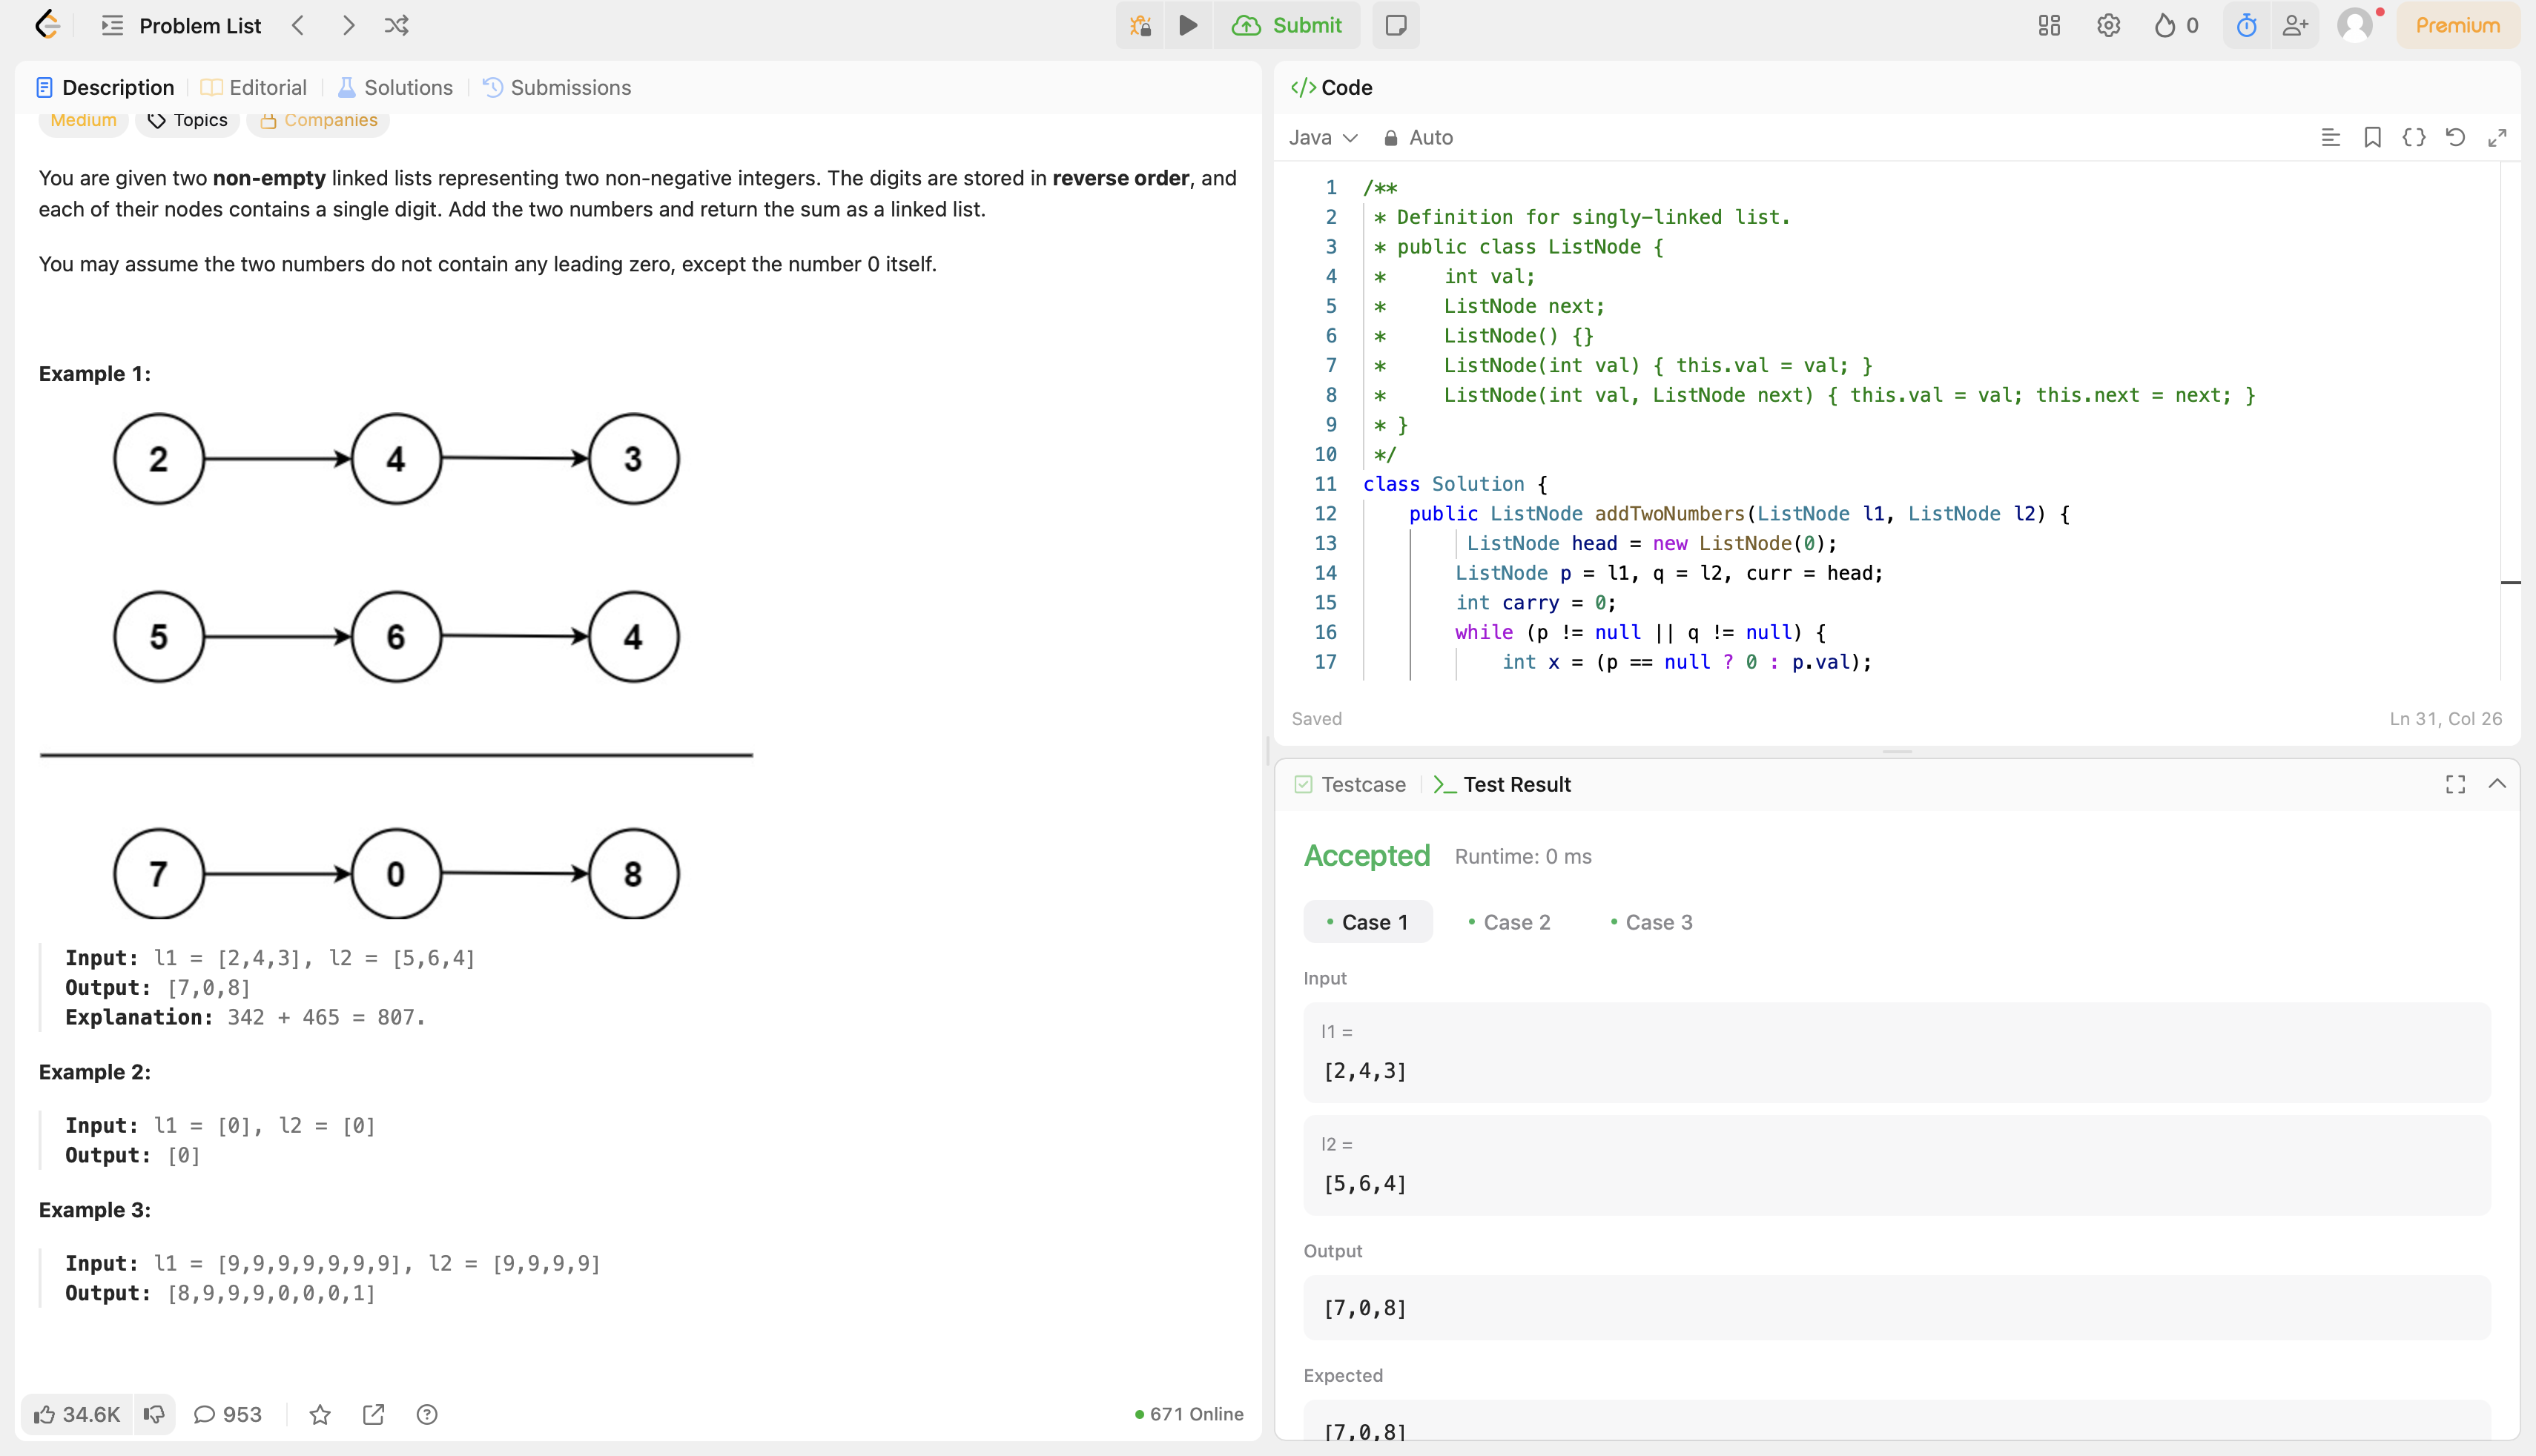 Problem List
Submit
0
Premium
Description
Editorial
Solutions
Submissions
Medium
Topics
Companies
You are given two non-empty linked lists representing two non-negative integers. The digits are stored in reverse order, and
each of their nodes contains a single digit. Add the two numbers and return the sum as a linked list.
You may assume the two numbers do not contain any leading zero, except the number 0 itself.
Example 1:
2 4 3
5 6 4
7 0 8
Input: l1 = [2,4,3], l2 = [5,6,4]
Output: [7,0,8]
Explanation: 342 + 465 = 807.
Example 2:
Input: l1 = [0], l2 = [0]
Output: [0]
Example 3:
Input: l1 = [9,9,9,9,9,9,9], l2 = [9,9,9,9]
Output: [8,9,9,9,0,0,0,1]
34.6K
953
671 Online
</> Code
Java
Auto
1 /**
2 * Definition for singly-linked list.
3 * public class ListNode {
4 *     int val;
5 *     ListNode next;
6 *     ListNode() {}
7 *     ListNode(int val) { this.val = val; }
8 *     ListNode(int val, ListNode next) { this.val = val; this.next = next; }
9 * }
10 */
11 class Solution {
12     public ListNode addTwoNumbers(ListNode l1, ListNode l2) {
13         ListNode head = new ListNode(0);
14         ListNode p = l1, q = l2, curr = head;
15         int carry = 0;
16         while (p != null || q != null) {
17             int x = (p == null ? 0 : p.val);
Saved
Ln 31, Col 26
Testcase
Test Result
Accepted
Runtime: 0 ms
• Case 1
• Case 2
• Case 3
Input
l1 =
[2,4,3]
l2 =
[5,6,4]
Output
[7,0,8]
Expected
[7,0,8]